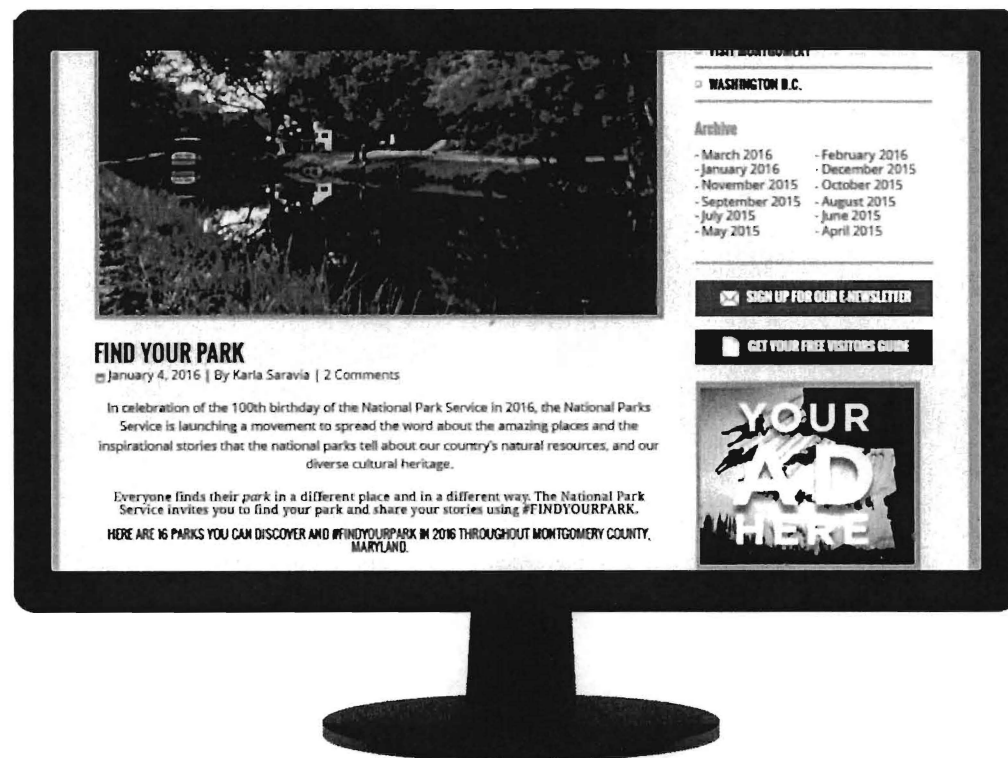 FIND YOUR PARK
January 4, 2016 | By Karla Saravia | 2 Comments
In celebration of the 100th birthday of the National Park Service in 2016, the National Parks
Service is launching a movement to spread the word about the amazing places and the
inspirational stories that the national parks tell about our country's natural resources, and our
diverse cultural heritage.
Everyone finds their park in a different place and in a different way. The National Park
Service invites you to find your park and share your stories using #FINDYOURPARK.
HERE ARE 16 PARKS YOU CAN DISCOVER AND #FINDYOURPARK IN 2016 THROUGHOUT MONTGOMERY COUNTY,
MARYLAND.
VISIT MONTGOMERY
WASHINGTON D.C.
Archive
- March 2016 - February 2016
- January 2016 - December 2015
- November 2015 - October 2015
- September 2015 - August 2015
- July 2015 - June 2015
- May 2015 - April 2015
SIGN UP FOR OUR E-NEWSLETTER
GET YOUR FREE VISITORS GUIDE
YOUR
AD
HERE